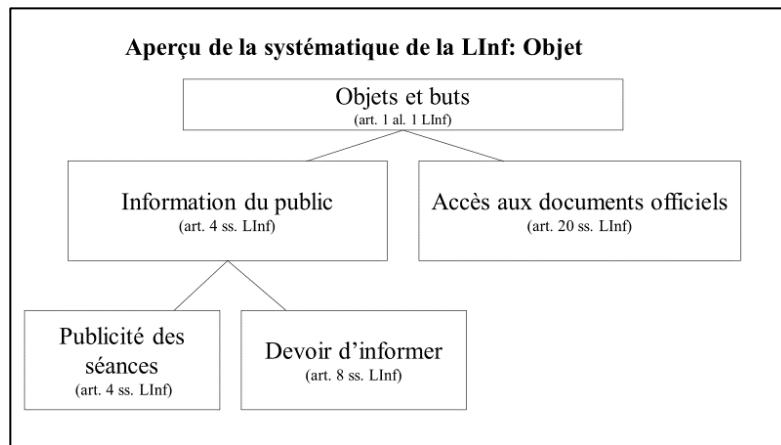 Aperçu de la systématique de la LInf: Objet
Objets et buts
(art. 1 al. 1 LInf)
Information du public
(art. 4 ss. LInf)
Accès aux documents officiels
(art. 20 ss. LInf)
Publicité des
séances
(art. 4 ss. LInf)
Devoir d’informer
(art. 8 ss. LInf)